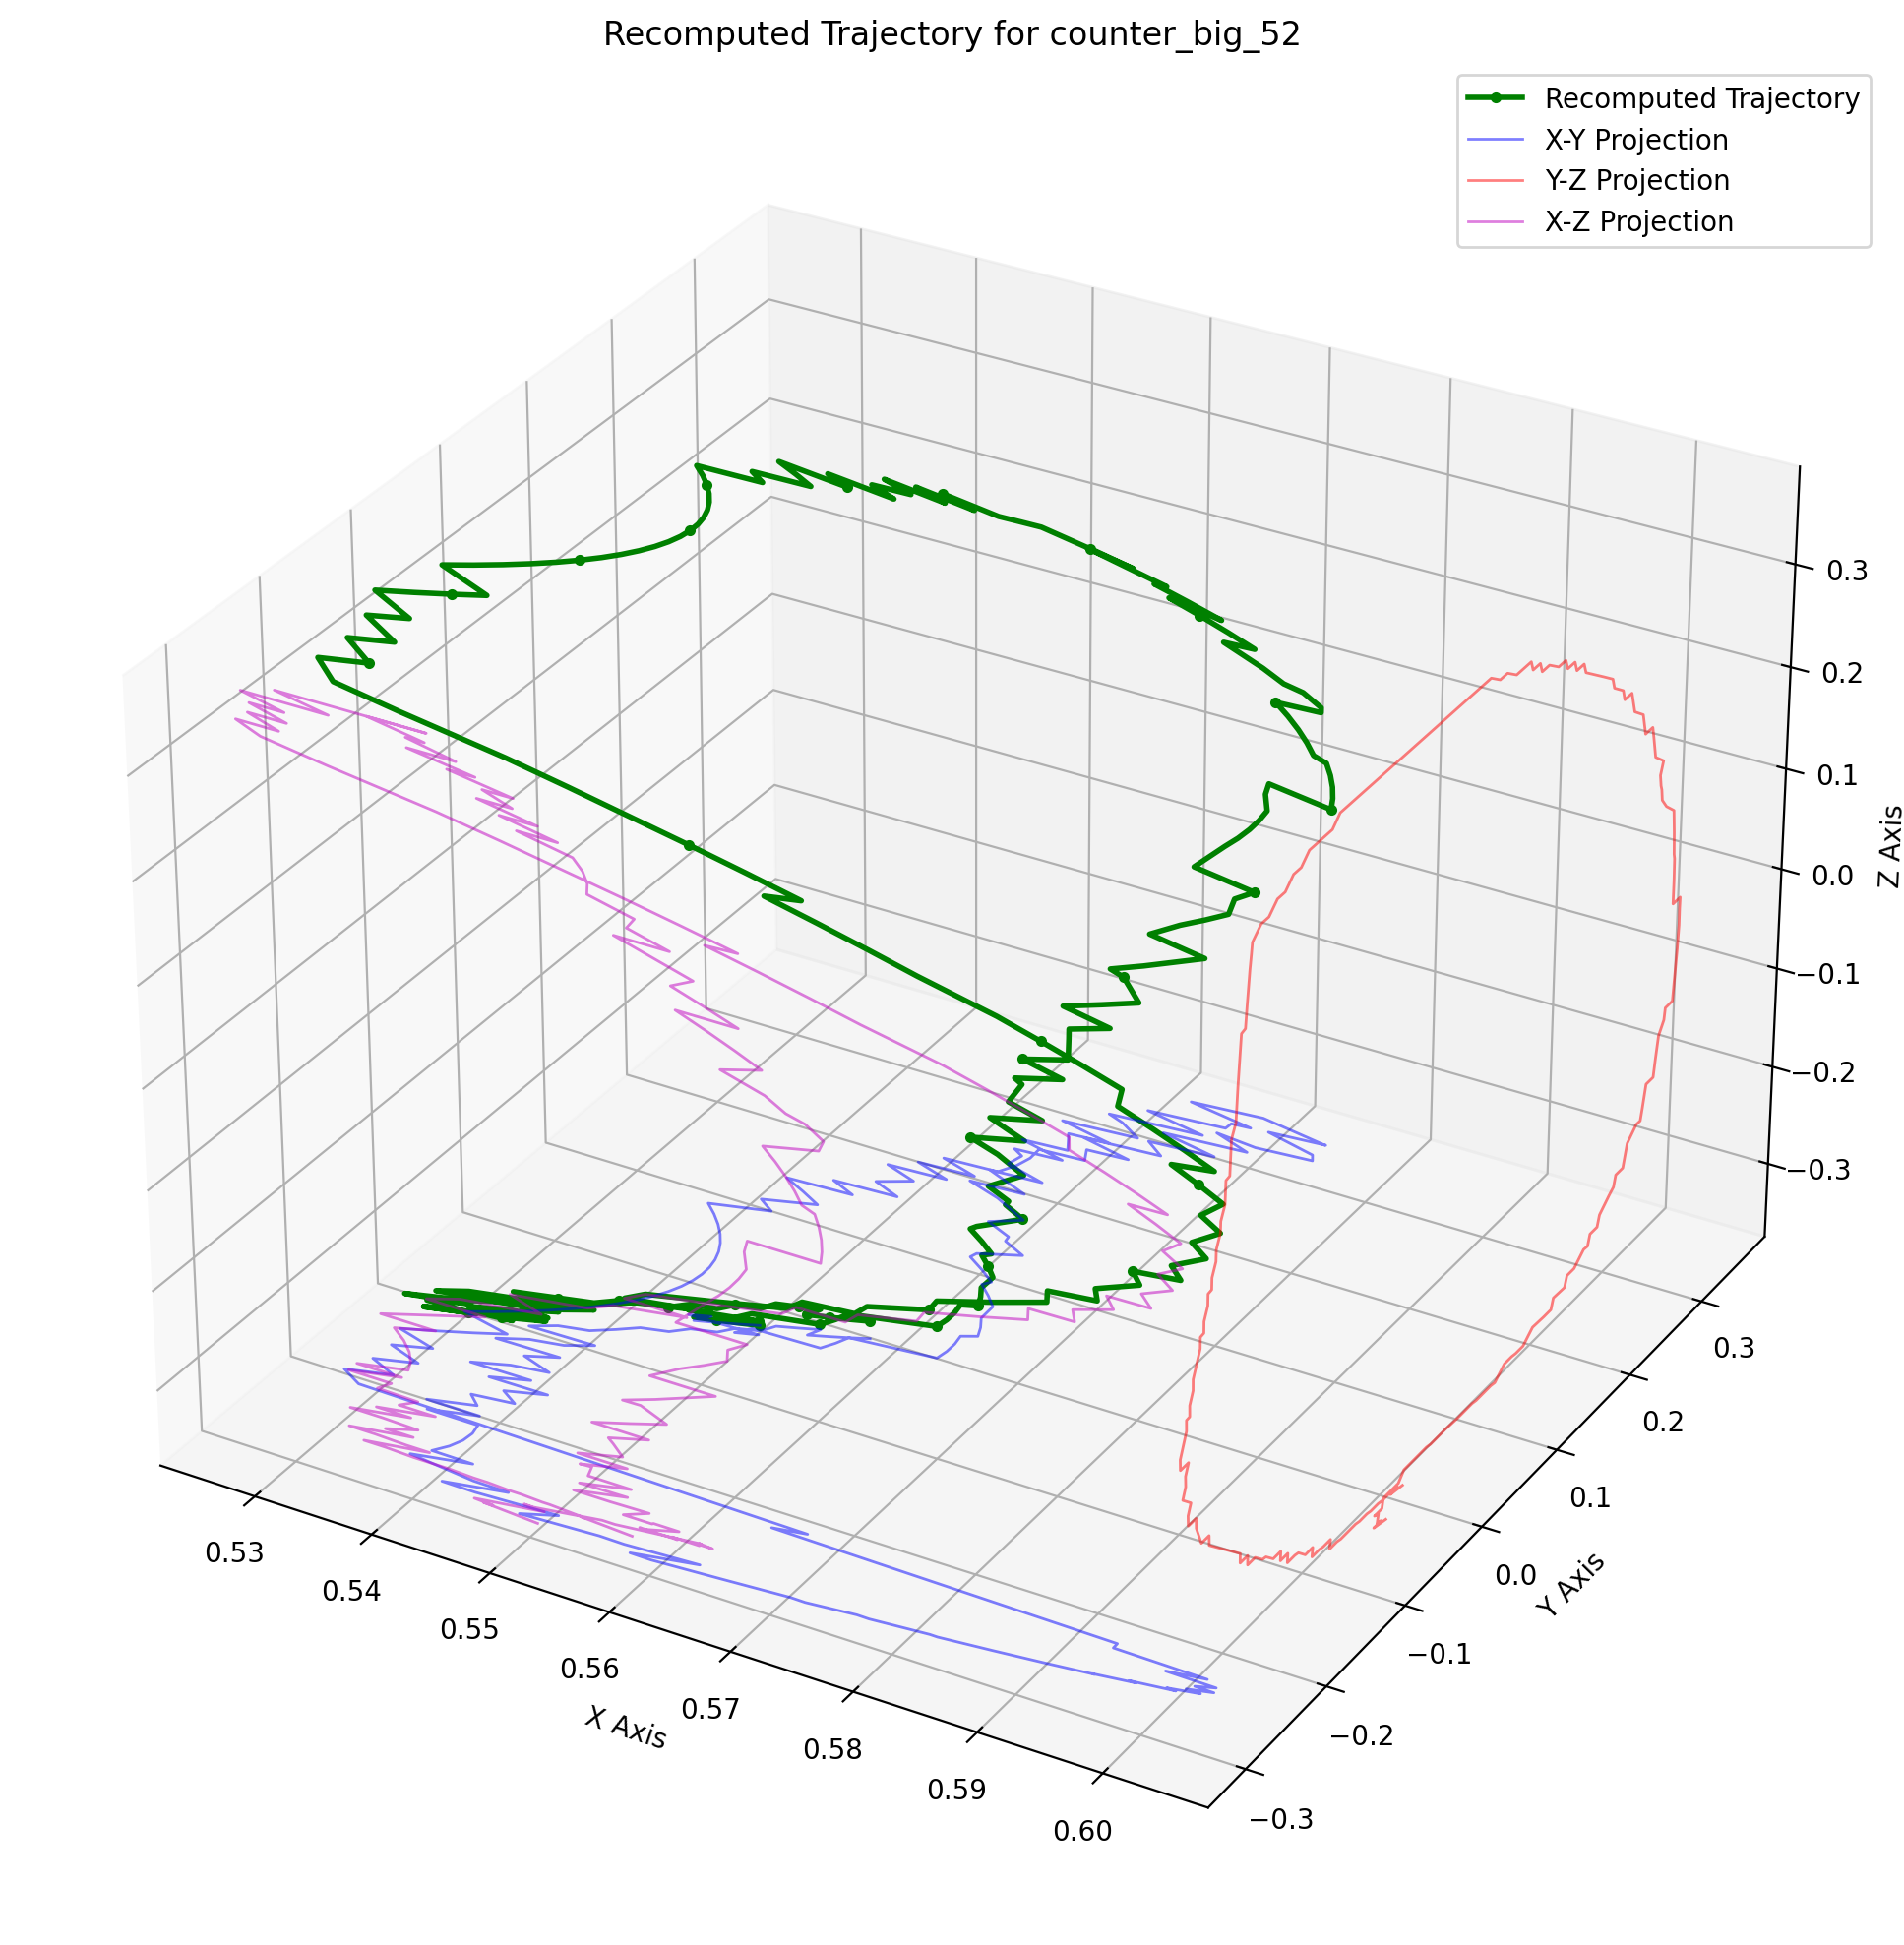 Recomputed Trajectory for counter_big_52
Recomputed Trajectory
X-Y Projection
Y-Z Projection
X-Z Projection
0.3
0.2
0.1
0.0
−0.1
−0.2
−0.3
Z Axis
0.3
0.2
0.1
0.0
−0.1
−0.2
−0.3
Y Axis
0.53
0.54
0.55
0.56
0.57
0.58
0.59
0.60
X Axis